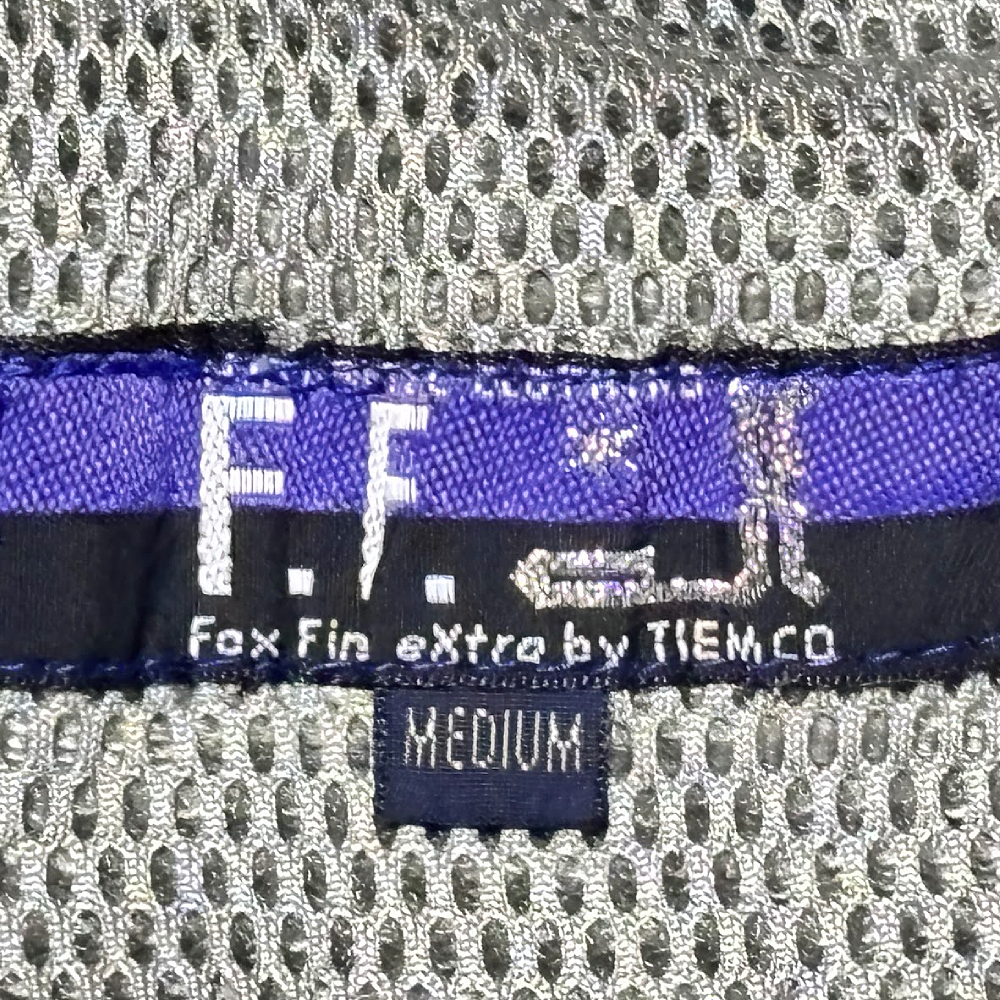 F.F.
Fox Fin eXtra by TIEMCO
MEDIUM